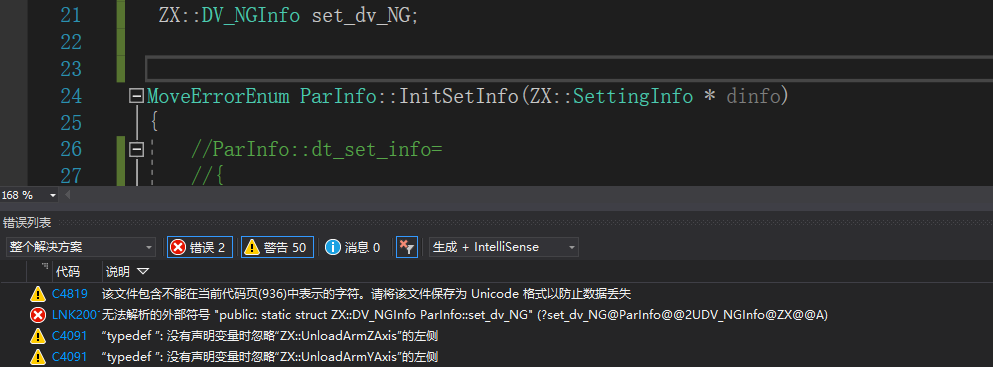 21 ZX::DV_NGInfo set_dv_NG;
22
23
24 MoveErrorEnum ParInfo::InitSetInfo(ZX::SettingInfo * dinfo)
25 {
26 //ParInfo::dt_set_info=
27 //{
168 %
错误列表
整个解决方案 错误 2 警告 50 消息 0 生成 + IntelliSense
代码 说明
C4819 该文件包含不能在当前代码页(936)中表示的字符。请将该文件保存为 Unicode 格式以防止数据丢失
LNK200 无法解析的外部符号 "public: static struct ZX::DV_NGInfo ParInfo::set_dv_NG" (?set_dv_NG@ParInfo@@2UDV_NGInfo@ZX@@A)
C4091 “typedef ”: 没有声明变量时忽略“ZX::UnloadArmZAxis”的左侧
C4091 “typedef ”: 没有声明变量时忽略“ZX::UnloadArmYAxis”的左侧